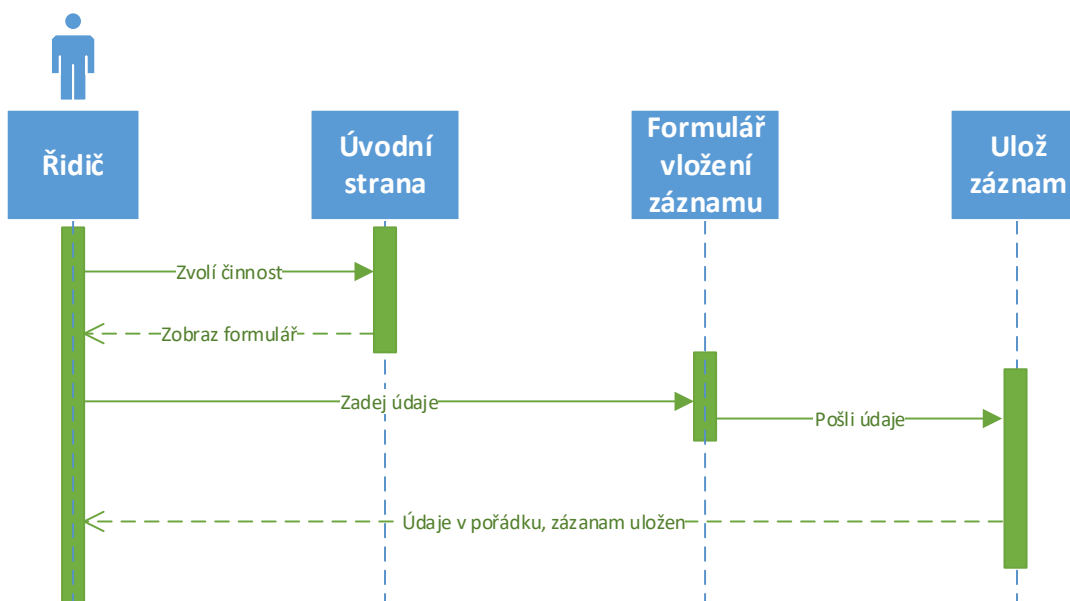 Řidič
Úvodní
strana
Formulář
vložení
záznamu
Ulož
záznam
Zvolí činnost
Zobraz formulář
Zadej údaje
Pošli údaje
Údaje v pořádku, zázanam uložen